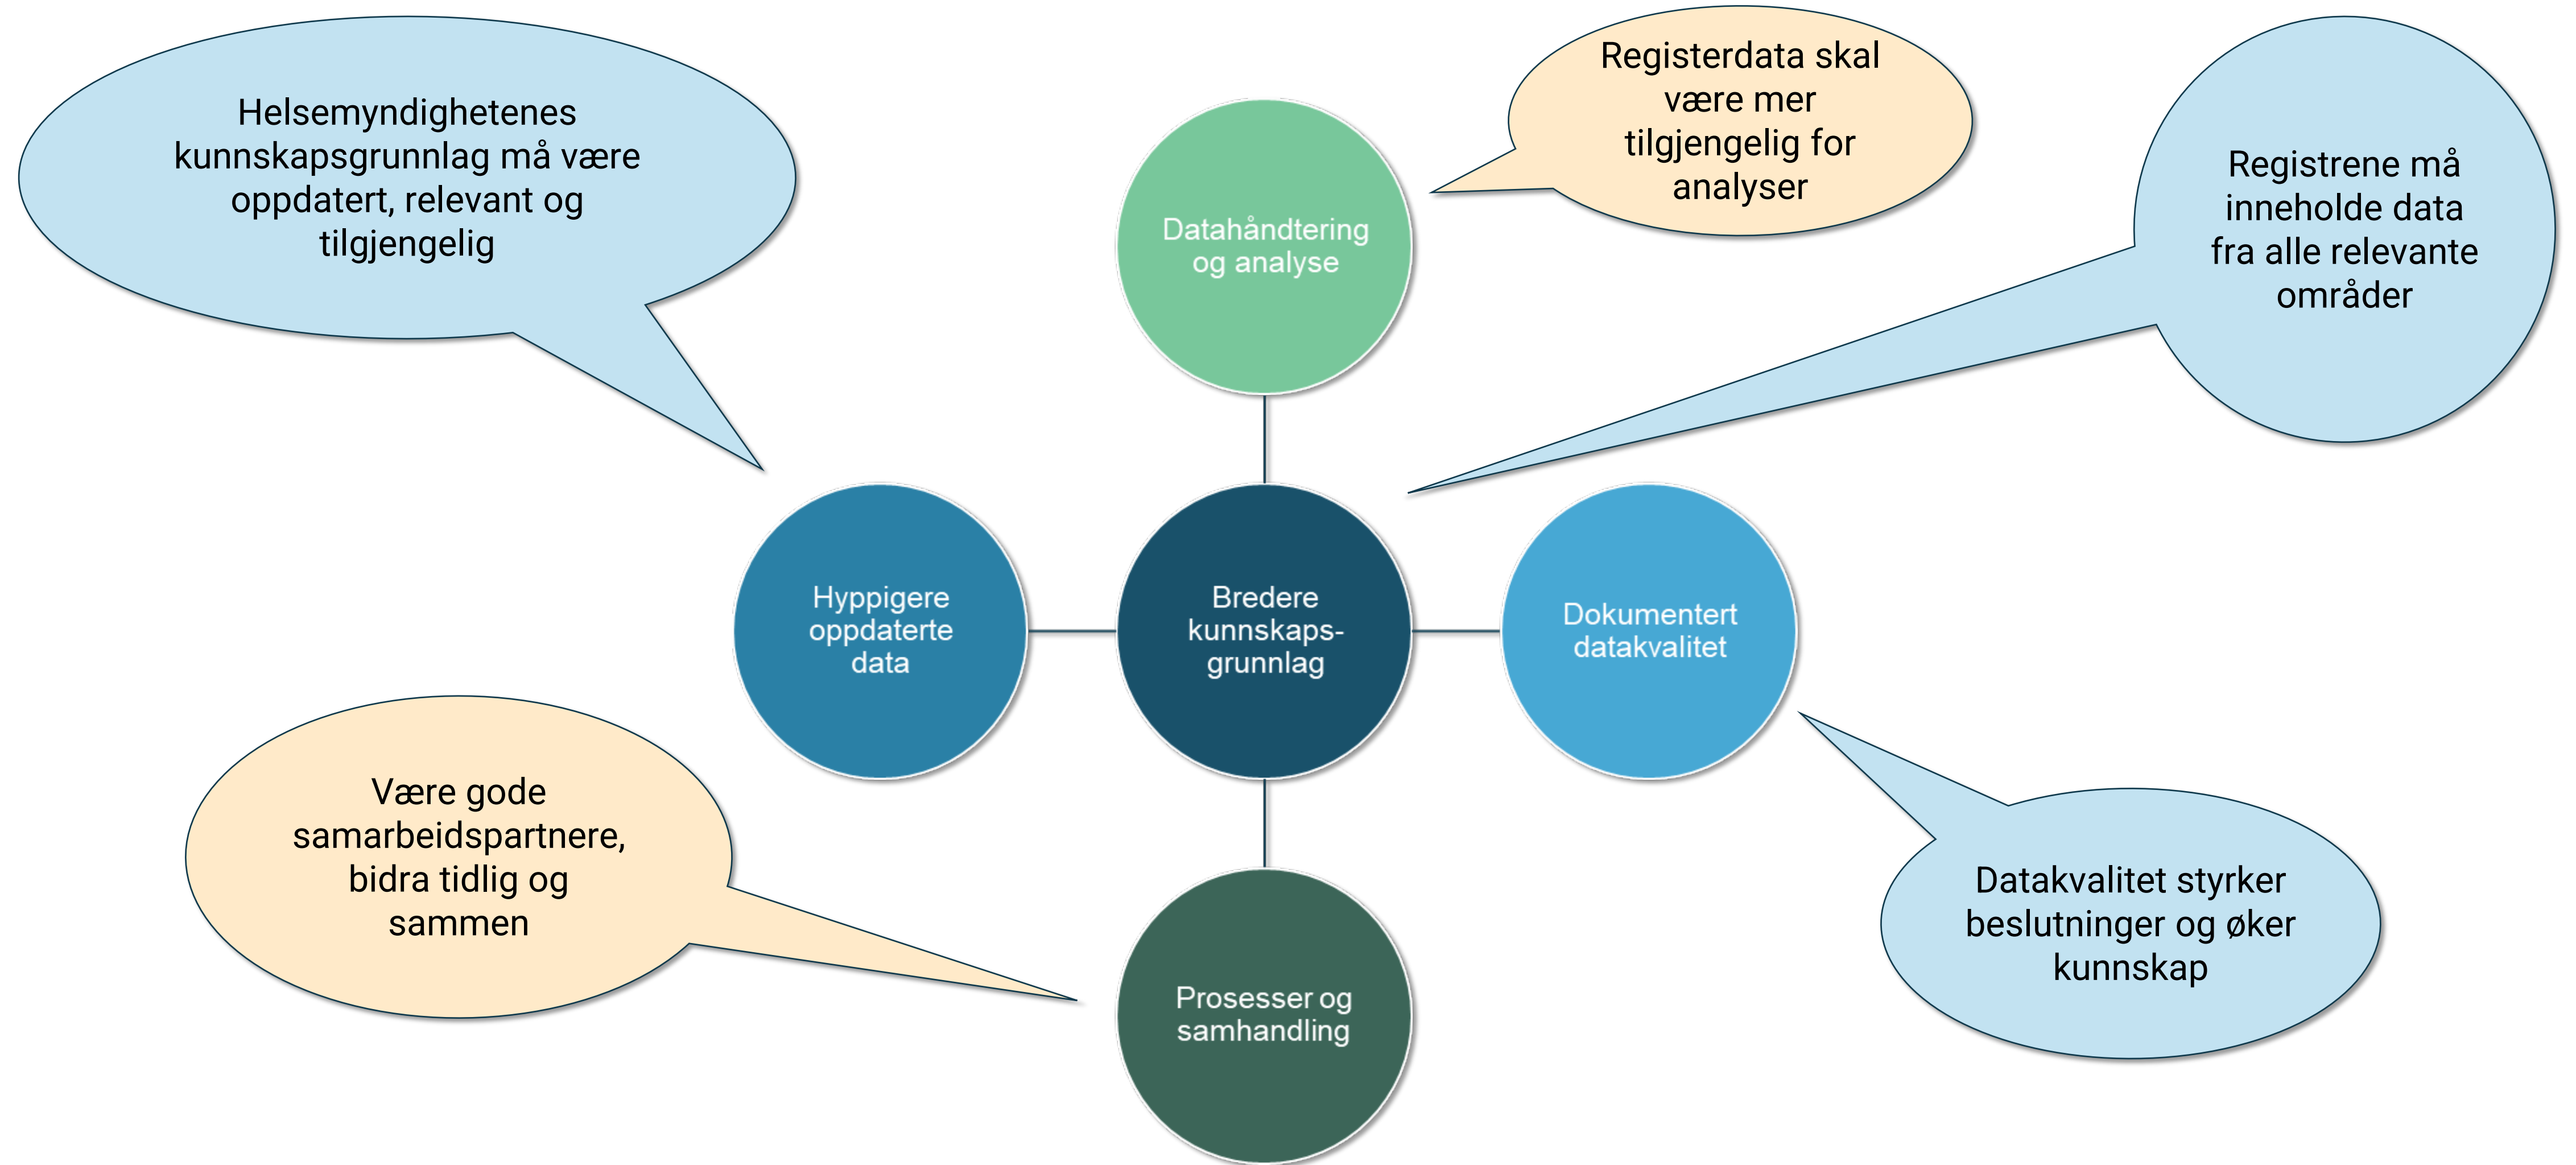 Helsemyndighetenes
kunnskapsgrunnlag må være
oppdatert, relevant og
tilgjengelig
Registerdata skal
være mer
tilgjengelig for
analyser
Registrene må
inneholde data
fra alle relevante
områder
Datahåndtering
og analyse
Hyppigere
oppdaterte
data
Bredere
kunnskaps-
grunnlag
Dokumentert
datakvalitet
Være gode
samarbeidspartnere,
bidra tidlig og
sammen
Prosesser og
samhandling
Datakvalitet styrker
beslutninger og øker
kunnskap